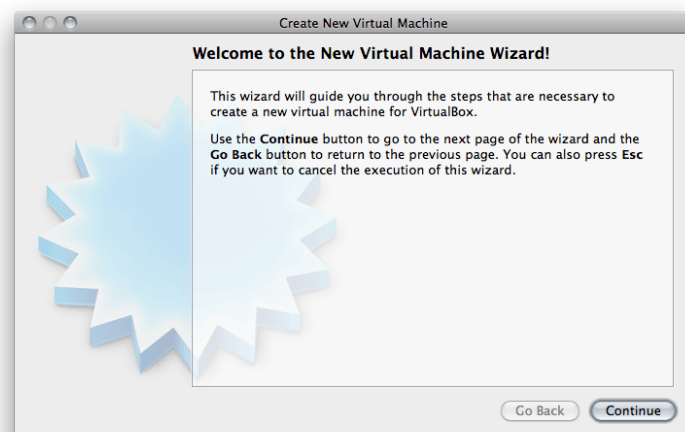 Create New Virtual Machine
Welcome to the New Virtual Machine Wizard!
This wizard will guide you through the steps that are necessary to
create a new virtual machine for VirtualBox.
Use the Continue button to go to the next page of the wizard and the
Go Back button to return to the previous page. You can also press Esc
if you want to cancel the execution of this wizard.
Go Back
Continue